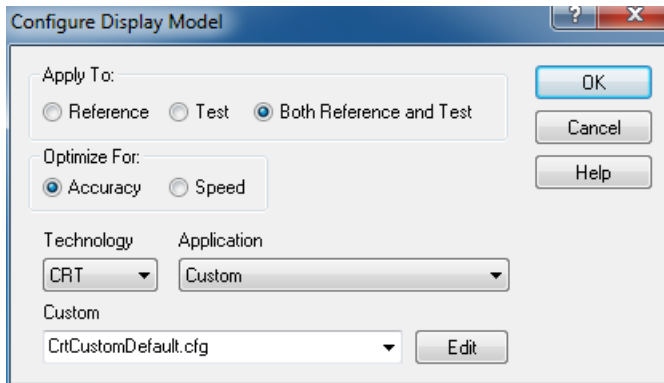 Configure Display Model
?
X
Apply To:
Reference Test Both Reference and Test
OK
Cancel
Optimize For:
Accuracy Speed
Help
Technology Application
CRT Custom
Custom
CrtCustomDefault.cfg Edit